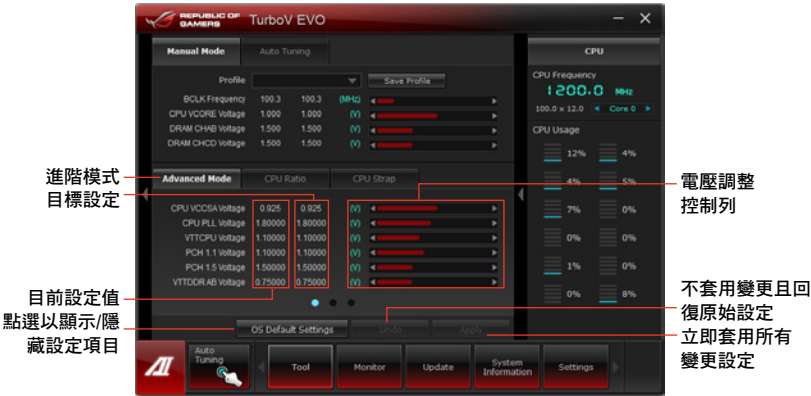 REPUBLIC OF
GAMERS
TurboV EVO
Manual Mode
Auto Tuning
Profile
Save Profile
BCLK Frequency 100.3 100.3 (MHz)
CPU VCORE Voltage 1.000 1.000 (V)
DRAM CHAB Voltage 1.500 1.500 (V)
DRAM CHCD Voltage 1.500 1.500 (V)
CPU
CPU Frequency
1200.0 MHz
100.0 x 12.0 Core 0
CPU Usage
12% 4%
4% 5%
7% 0%
0% 0%
1% 0%
0% 8%
Advanced Mode
CPU Ratio
CPU Strap
CPU VCCSA Voltage 0.925 0.925 (V)
CPU PLL Voltage 1.80000 1.80000 (V)
VTTCPU Voltage 1.10000 1.10000 (V)
PCH 1.1 Voltage 1.10000 1.10000 (V)
PCH 1.5 Voltage 1.50000 1.50000 (V)
VTTDDR AB Voltage 0.75000 0.75000 (V)
OS Default Settings
Undo
Apply
Auto
Tuning
Tool
Monitor
Update
System
Information
Settings
進階模式
目標設定
目前設定值
點選以顯示/隱
藏設定項目
電壓調整
控制列
不套用變更且回
復原始設定
立即套用所有
變更設定